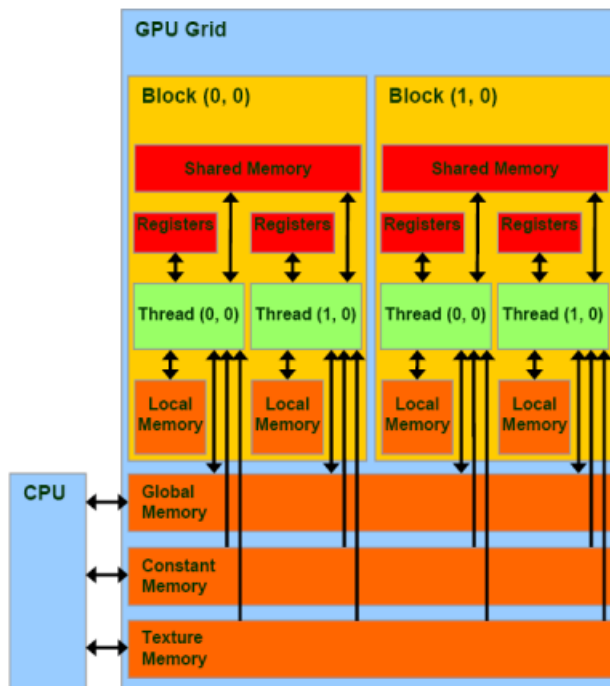 GPU Grid
Block (0, 0)
Block (1, 0)
Shared Memory
Shared Memory
Registers
Registers
Registers
Registers
Thread (0, 0)
Thread (1, 0)
Thread (0, 0)
Thread (1, 0)
Local
Memory
Local
Memory
Local
Memory
Local
Memory
CPU
Global
Memory
Constant
Memory
Texture
Memory